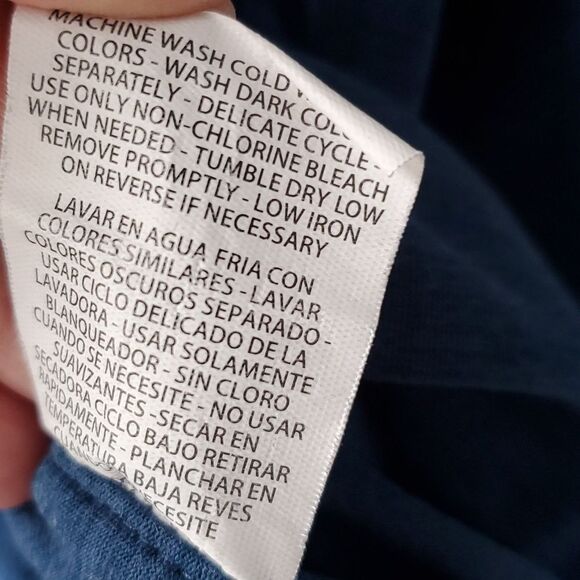 MACHINE WASH COLD
COLORS - WASH DARK
SEPARATELY - DELICATE CYCLE -
USE ONLY NON-CHLORINE BLEACH
WHEN NEEDED - TUMBLE DRY LOW
REMOVE PROMPTLY - LOW IRON
ON REVERSE IF NECESSARY
LAVAR EN AGUA FRIA CON
COLORES SIMILARES - LAVAR
COLORES OSCUROS SEPARADO -
USAR CICLO DELICADO DE LA
LAVADORA - USAR SOLAMENTE
BLANQUEADOR - SIN CLORO
CUANDO SE NECESITE - NO USAR
SUAVIZANTES - SECAR EN
SECADORA CICLO BAJO RETIRAR
RAPIDAMENTE - PLANCHAR EN
TEMPERATURA BAJA REVES
NECESITE